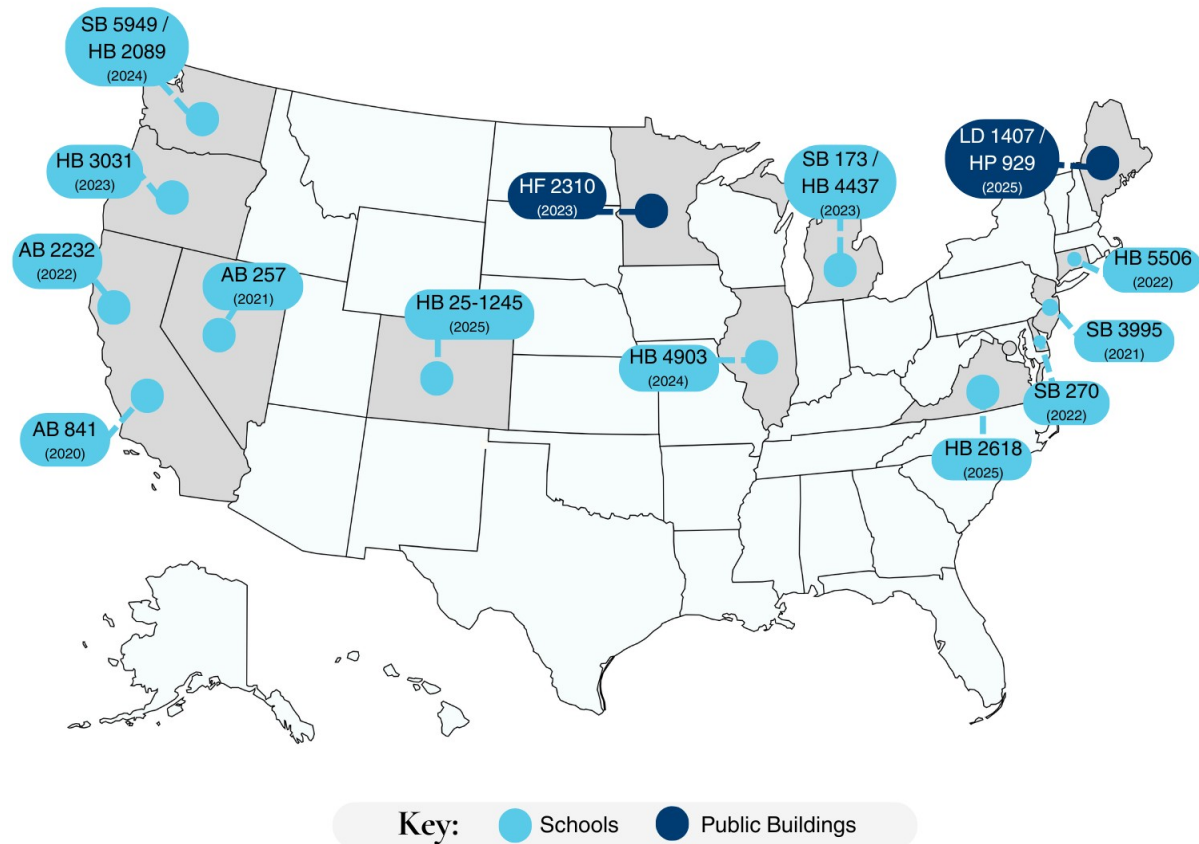 SB 5949 /
HB 2089
(2024)
HB 3031
(2023)
AB 2232
(2022)
AB 257
(2021)
AB 841
(2020)
HB 25-1245
(2025)
HF 2310
(2023)
SB 173 /
HB 4437
(2023)
HB 4903
(2024)
LD 1407 /
HP 929
(2025)
HB 5506
(2022)
SB 3995
(2021)
SB 270
(2022)
HB 2618
(2025)
Key: Schools Public Buildings